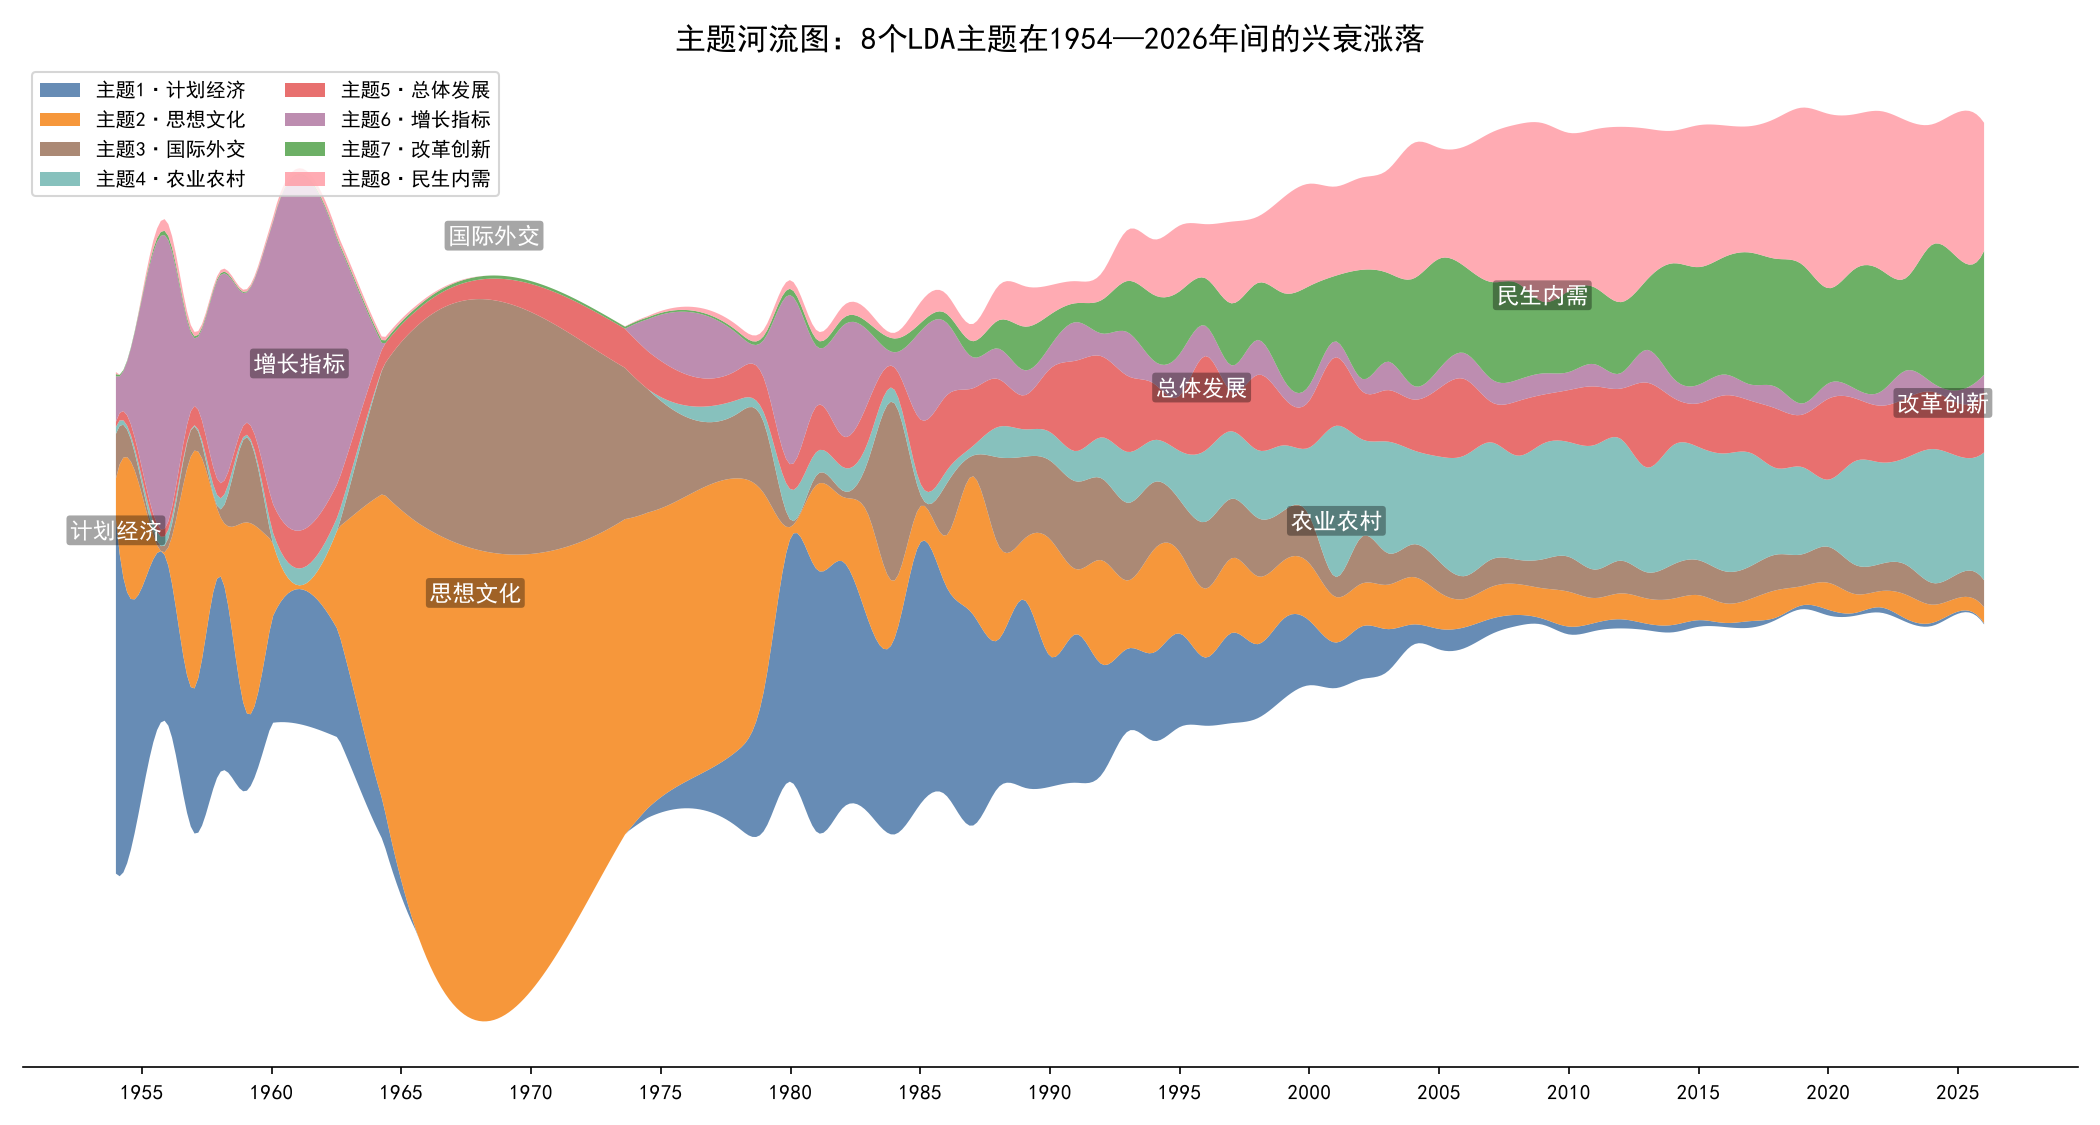 主题河流图：8个LDA主题在1954—2026年间的兴衰涨落
主题1·计划经济
主题2·思想文化
主题3·国际外交
主题4·农业农村
主题5·总体发展
主题6·增长指标
主题7·改革创新
主题8·民生内需
国际外交
民生内需
增长指标
总体发展
改革创新
农业农村
计划经济
思想文化
1955 1960 1965 1970 1975 1980 1985 1990 1995 2000 2005 2010 2015 2020 2025